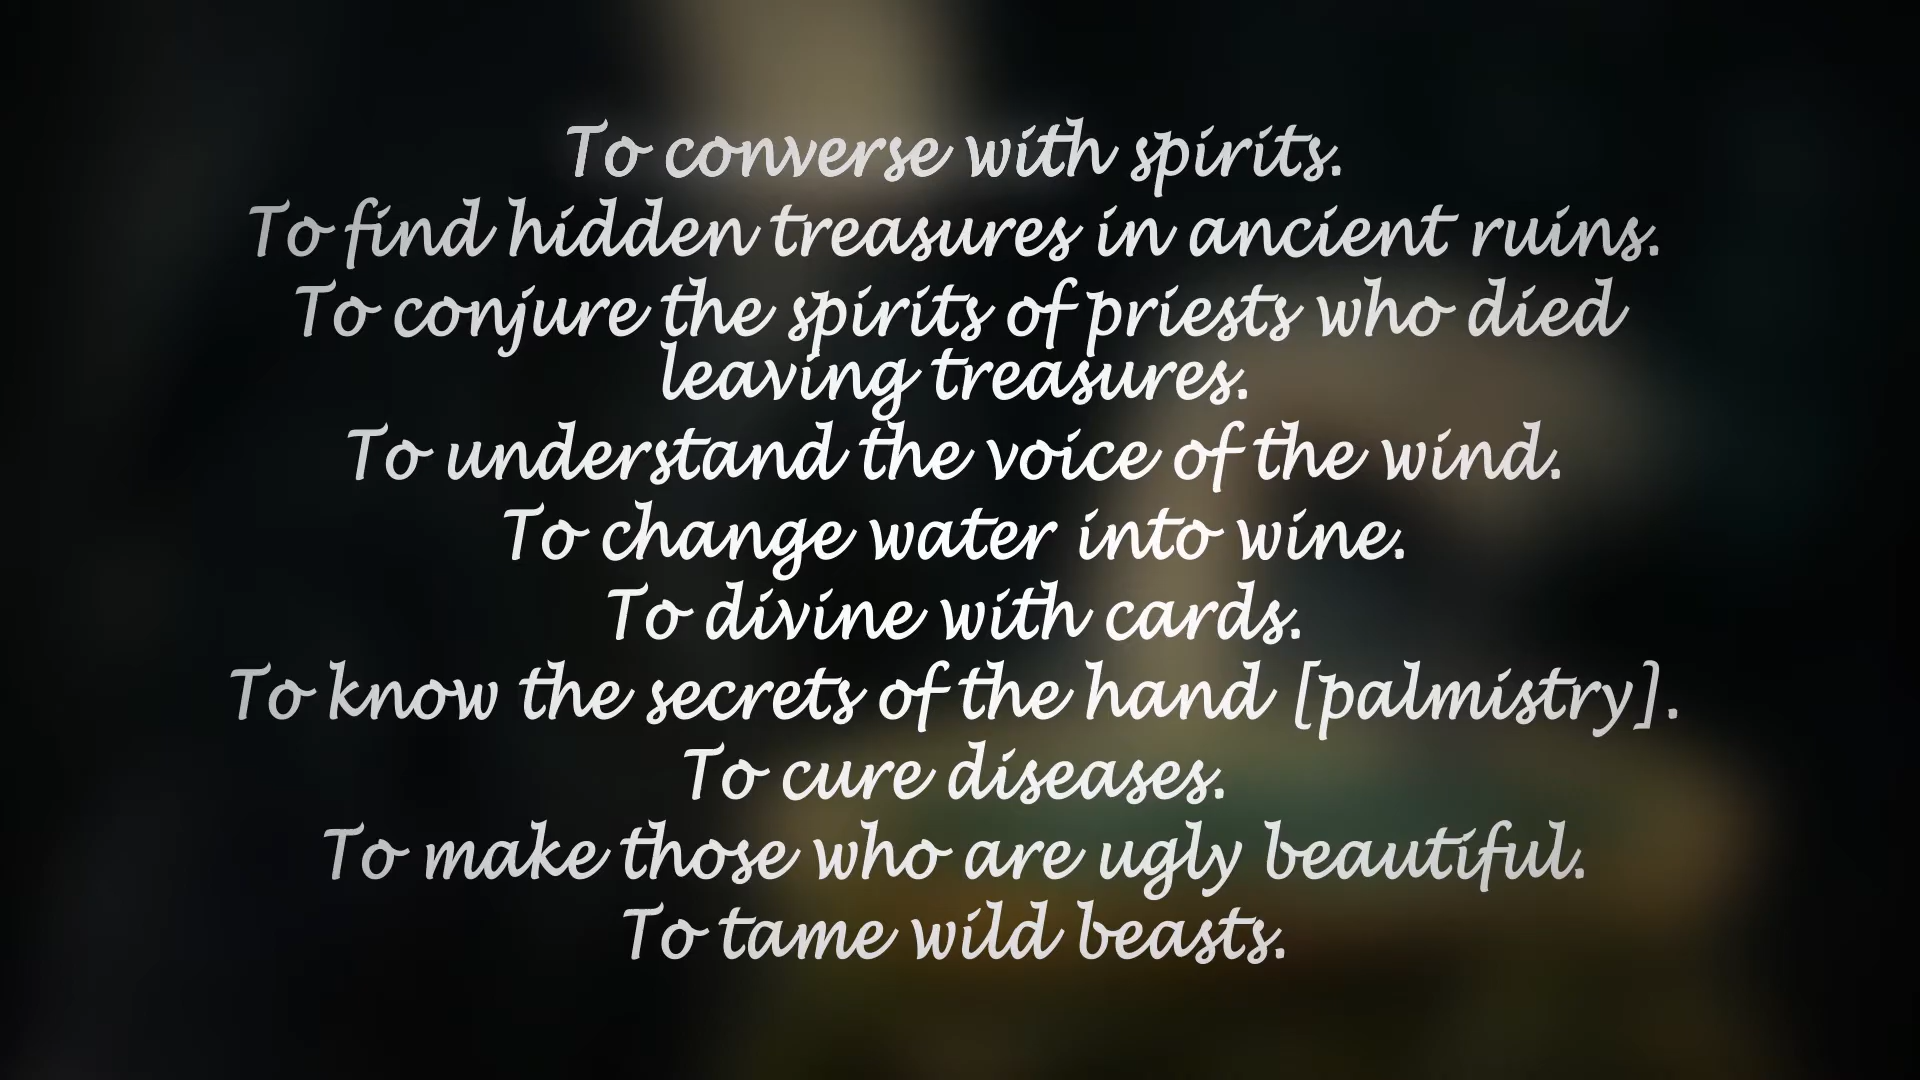 To converse with spirits.
To find hidden treasures in ancient ruins.
To conjure the spirits of priests who died
leaving treasures.
To understand the voice of the wind.
To change water into wine.
To divine with cards.
To know the secrets of the hand [palmistry].
To cure diseases.
To make those who are ugly beautiful.
To tame wild beasts.